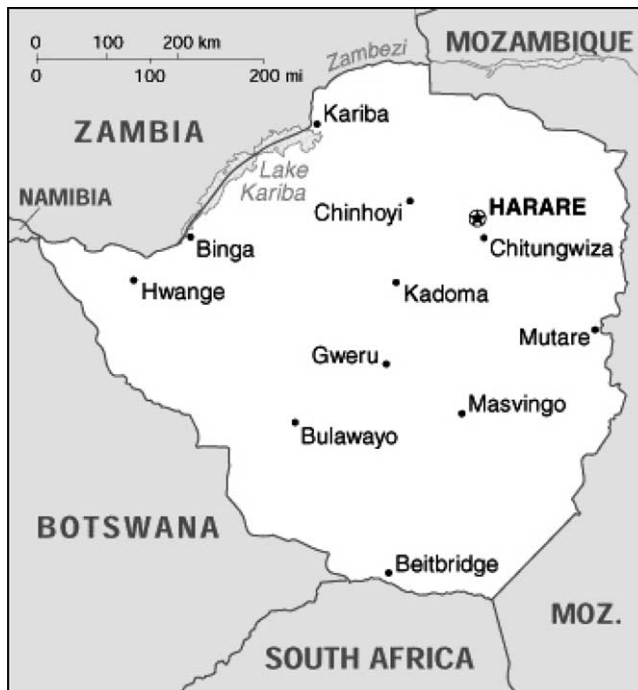 0 100 200 km
0 100 200 mi
Zambezi
MOZAMBIQUE
ZAMBIA
Kariba
Lake
Kariba
NAMIBIA
Chinhoyi
HARARE
Binga
Chitungwiza
Hwange
Kadoma
Mutare
Gweru
Masvingo
Bulawayo
BOTSWANA
Beitbridge
MOZ.
SOUTH AFRICA